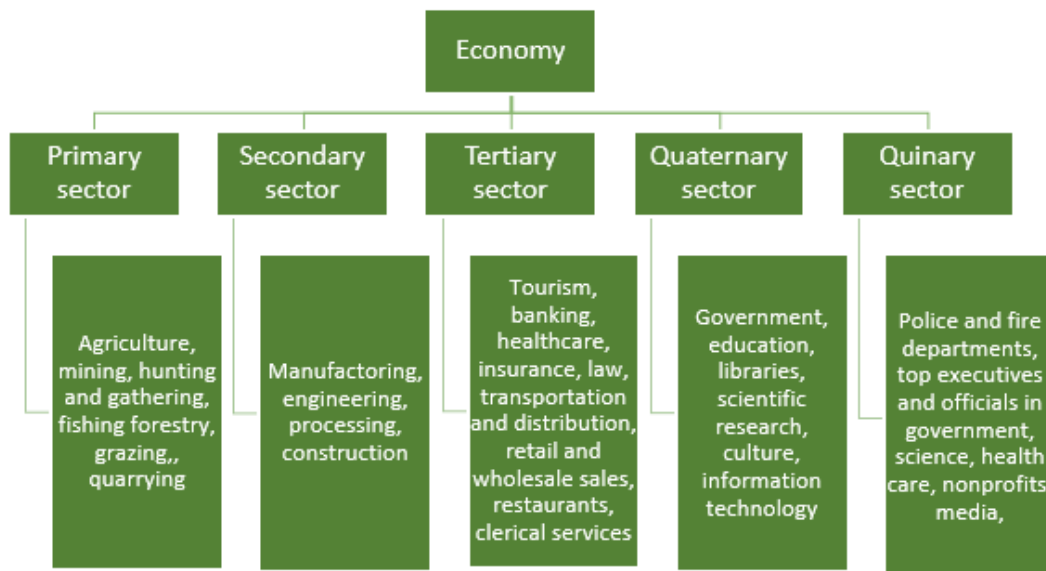 Economy
Primary
sector
Secondary
sector
Tertiary
sector
Quaternary
sector
Quinary
sector
Agriculture,
mining, hunting
and gathering,
fishing forestry,
grazing,,
quarrying
Manufactoring,
engineering,
processing,
construction
Tourism,
banking,
healthcare,
insurance, law,
transportation
and distribution,
retail and
wholesale sales,
restaurants,
clerical services
Government,
education,
libraries,
scientific
research,
culture,
information
technology
Police and fire
departments,
top executives
and officials in
government,
science, health
care, nonprofits,
media,